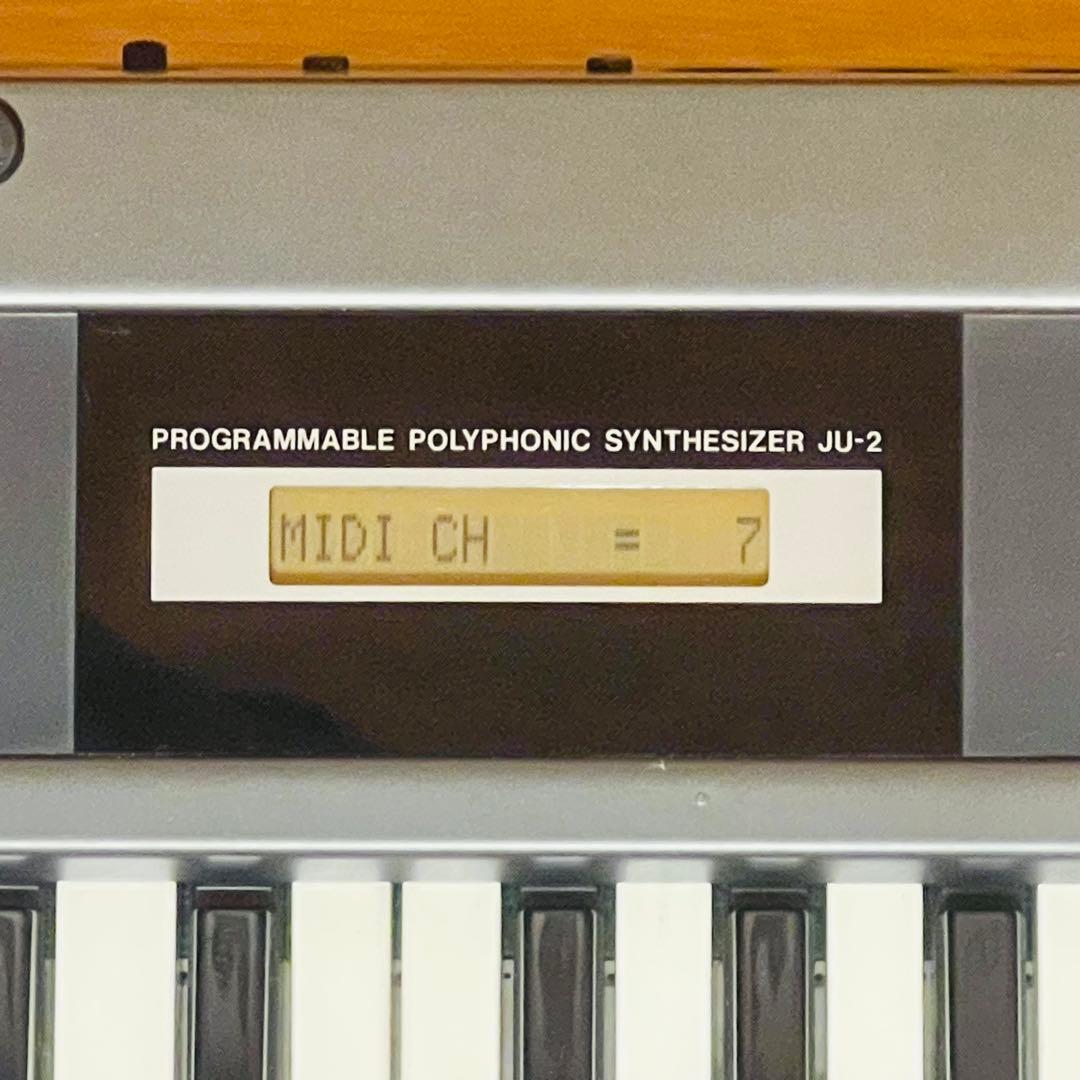 PROGRAMMABLE POLYPHONIC SYNTHESIZER JU-2
MIDI CH = 7